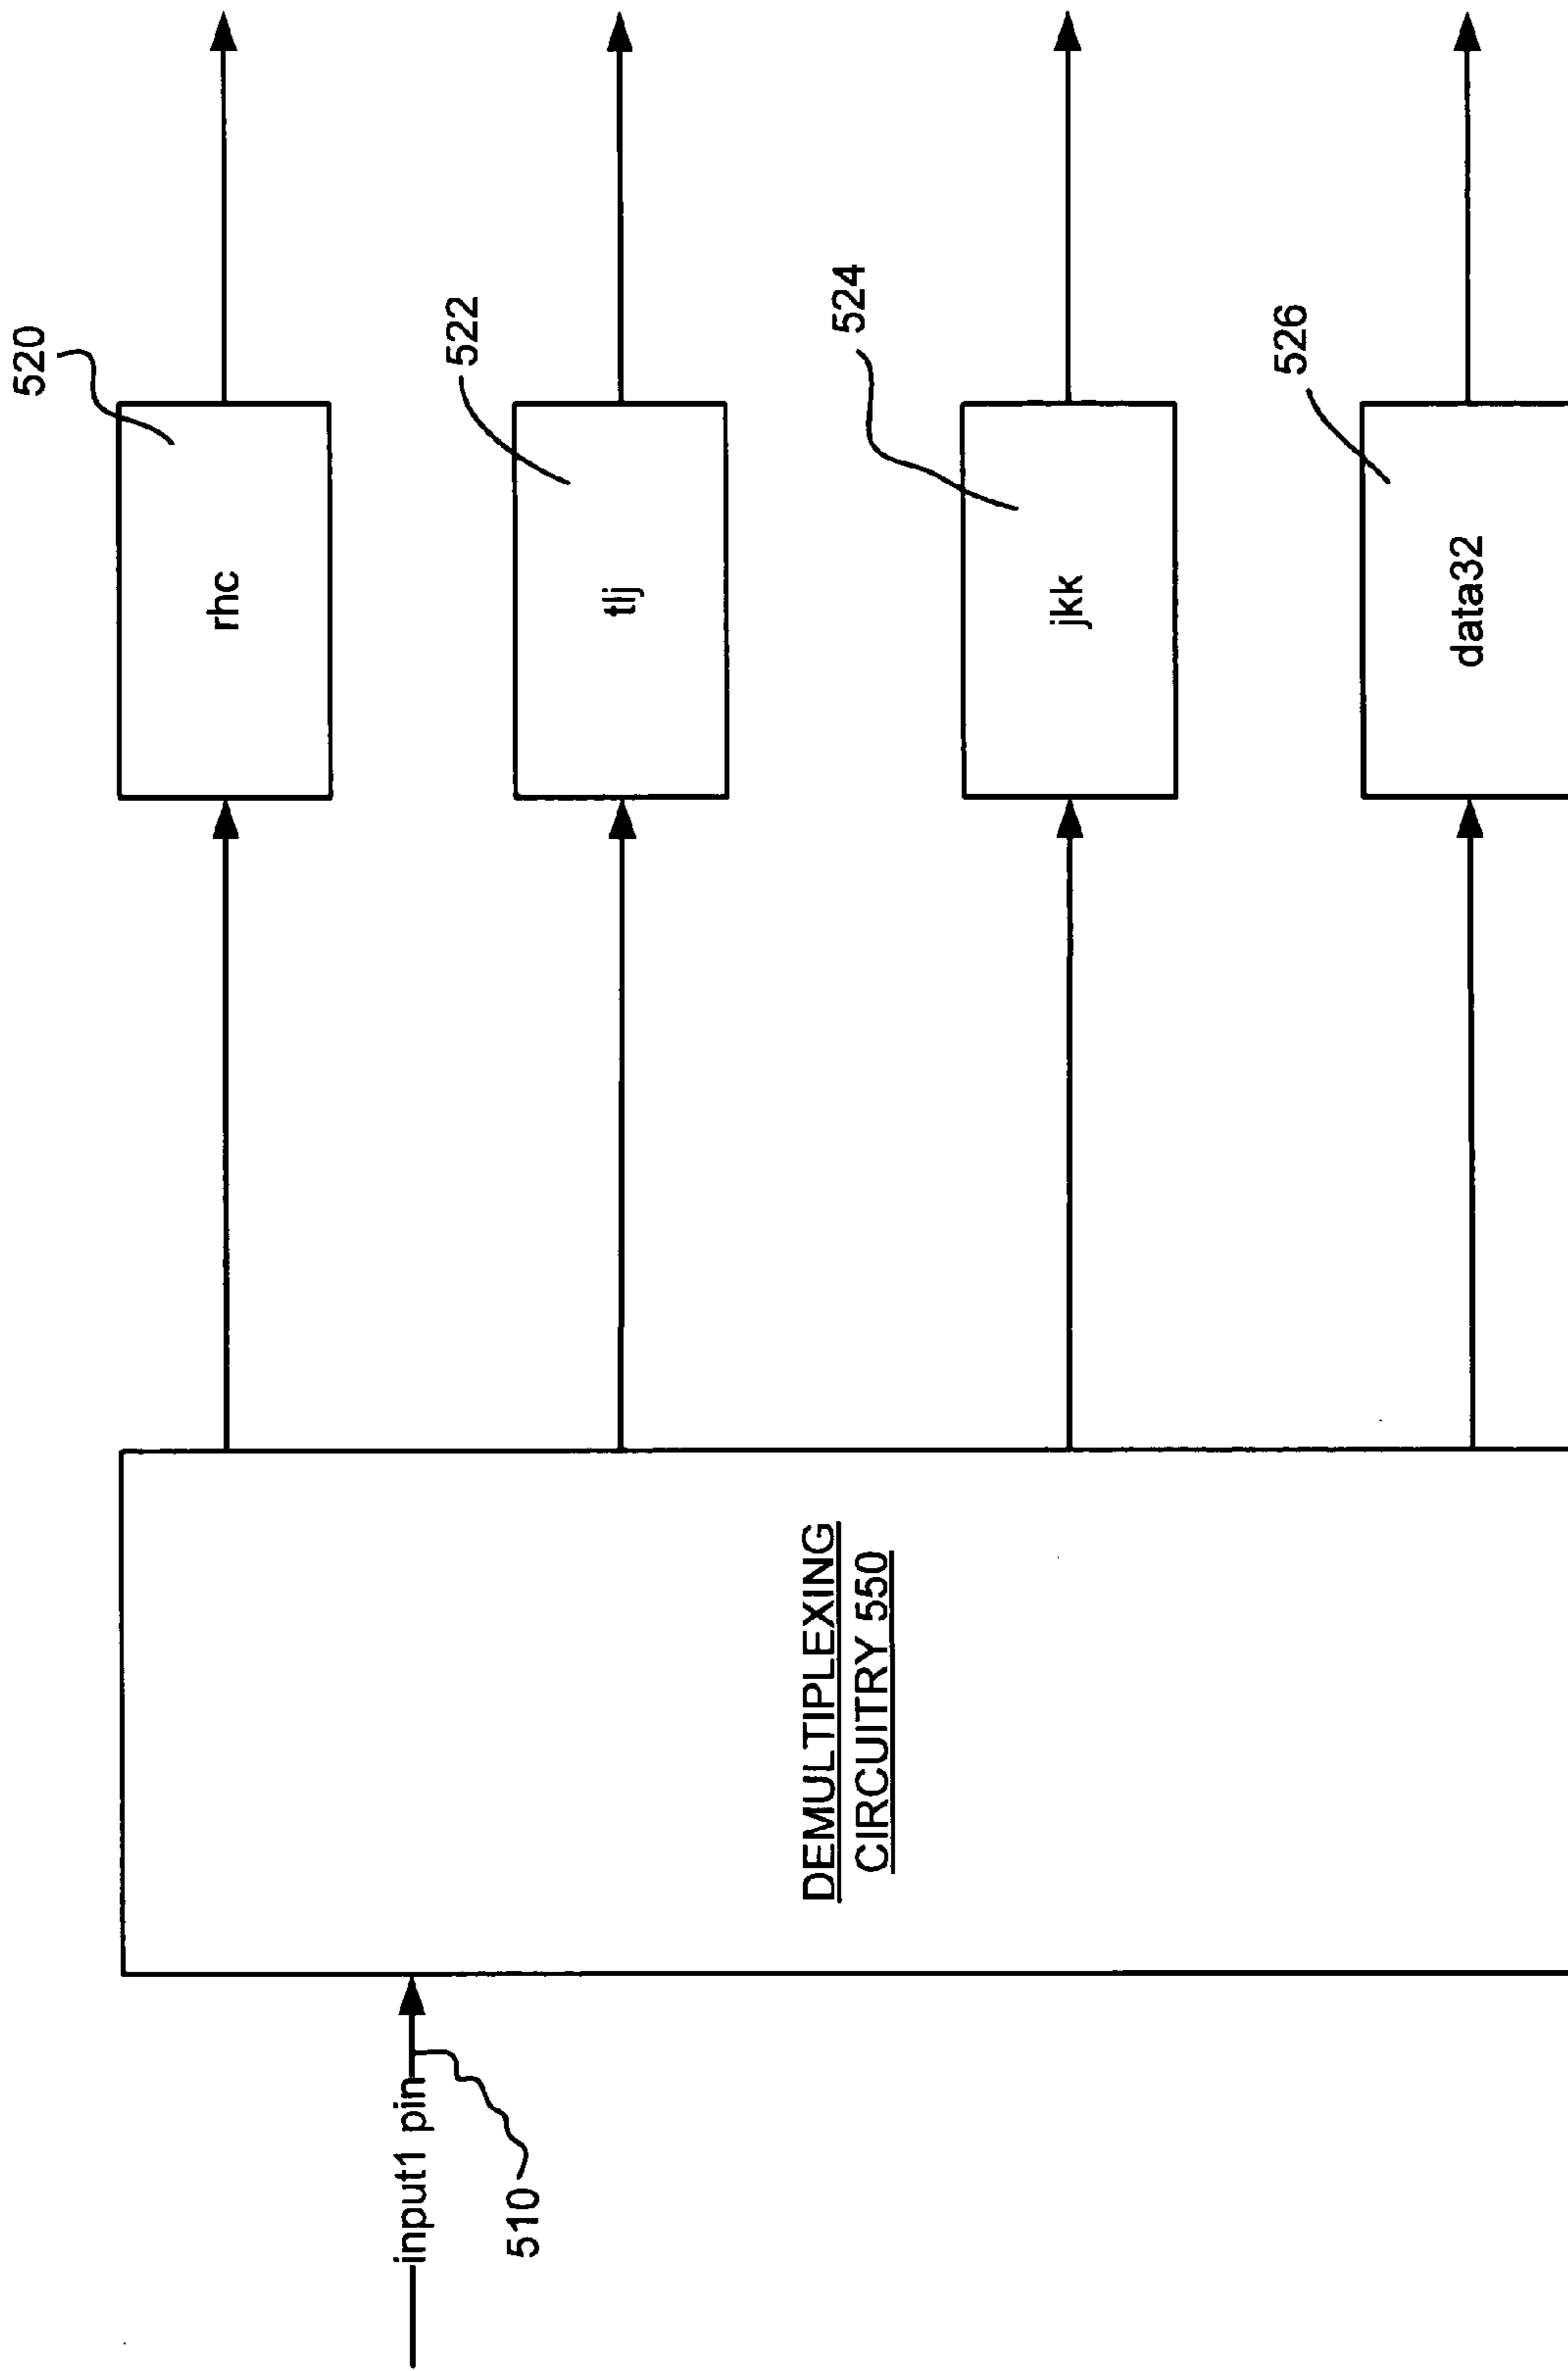 520
rhc
522
tlj
524
jkk
526
data32
DEMULTIPLEXING
CIRCUITRY 550
input1 pin
510